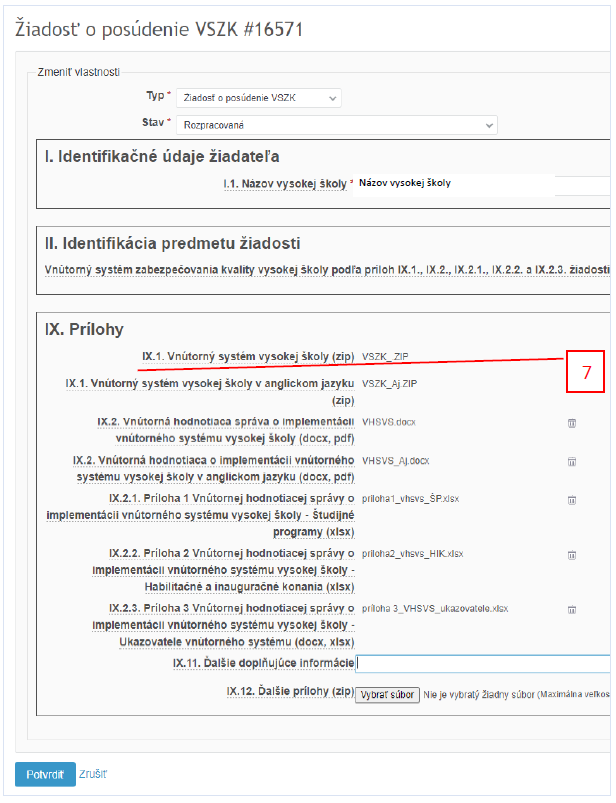 Žiadosť o posúdenie VSZK #16571
Zmeniť vlastnosti
Typ * Žiadosť o posúdenie VSZK
Stav * Rozpracovaná
I. Identifikačné údaje žiadateľa
I.1. Názov vysokej školy * Názov vysokej školy
II. Identifikácia predmetu žiadosti
Vnútorný systém zabezpečovania kvality vysokej školy podľa príloh IX.1., IX.2., IX.2.1., IX.2.2. a IX.2.3. žiadosti
IX. Prílohy
IX.1. Vnútorný systém vysokej školy (zip) VSZK_.ZIP
7
IX.1. Vnútorný systém vysokej školy v anglickom jazyku VSZK_Aj.ZIP
(zip)
IX.2. Vnútorná hodnotiaca správa o implementácii VHSVS.docx
vnútorného systému vysokej školy (docx, pdf)
IX.2. Vnútorná hodnotiaca o implementácii vnútorného VHSVS_Aj.docx
systému vysokej školy v anglickom jazyku (docx, pdf)
IX.2.1. Príloha 1 Vnútornej hodnotiacej správy o priloha1_vhsvs_ŠP.xlsx
implementácii vnútorného systému vysokej školy - Študijné
programy (xlsx)
IX.2.2. Príloha 2 Vnútornej hodnotiacej správy o priloha2_vhsvs_HIK.xlsx
implementácii vnútorného systému vysokej školy -
Habilitačné a inauguračné konania (xlsx)
IX.2.3. Príloha 3 Vnútornej hodnotiacej správy o príloha 3_VHSVS_ukazovatele.xlsx
implementácii vnútorného systému vysokej školy -
Ukazovatele vnútorného systému (docx, xlsx)
IX.11. Ďalšie doplňujúce informácie
IX.12. Ďalšie prílohy (zip) Vybrať súbor Nie je vybratý žiadny súbor (Maximálna veľkos
Potvrdiť Zrušiť